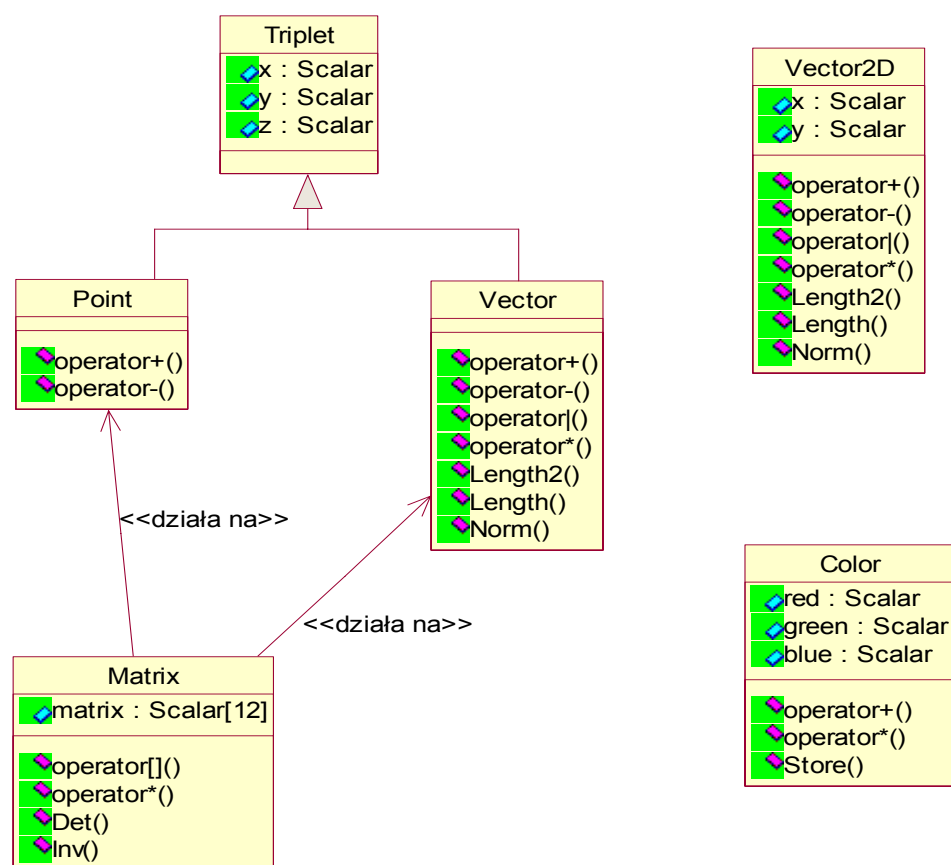 Triplet
x : Scalar
y : Scalar
z : Scalar
Vector2D
x : Scalar
y : Scalar
operator+()
operator-()
operator|()
operator*()
Length2()
Length()
Norm()
Point
operator+()
operator-()
Vector
operator+()
operator-()
operator|()
operator*()
Length2()
Length()
Norm()
<<działa na>>
<<działa na>>
Matrix
matrix : Scalar[12]
operator[]()
operator*()
Det()
Inv()
Color
red : Scalar
green : Scalar
blue : Scalar
operator+()
operator*()
Store()